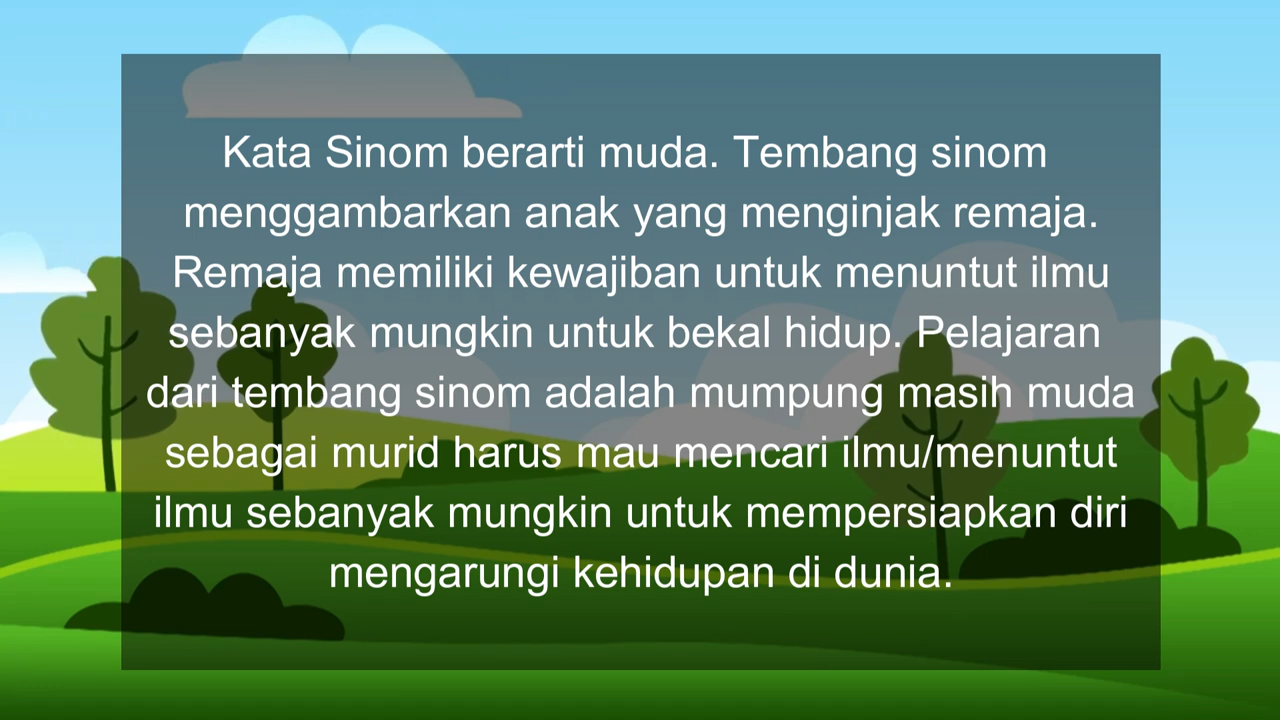 Kata Sinom berarti muda. Tembang sinom
menggambarkan anak yang menginjak remaja.
Remaja memiliki kewajiban untuk menuntut ilmu
sebanyak mungkin untuk bekal hidup. Pelajaran
dari tembang sinom adalah mumpung masih muda
sebagai murid harus mau mencari ilmu/menuntut
ilmu sebanyak mungkin untuk mempersiapkan diri
mengarungi kehidupan di dunia.